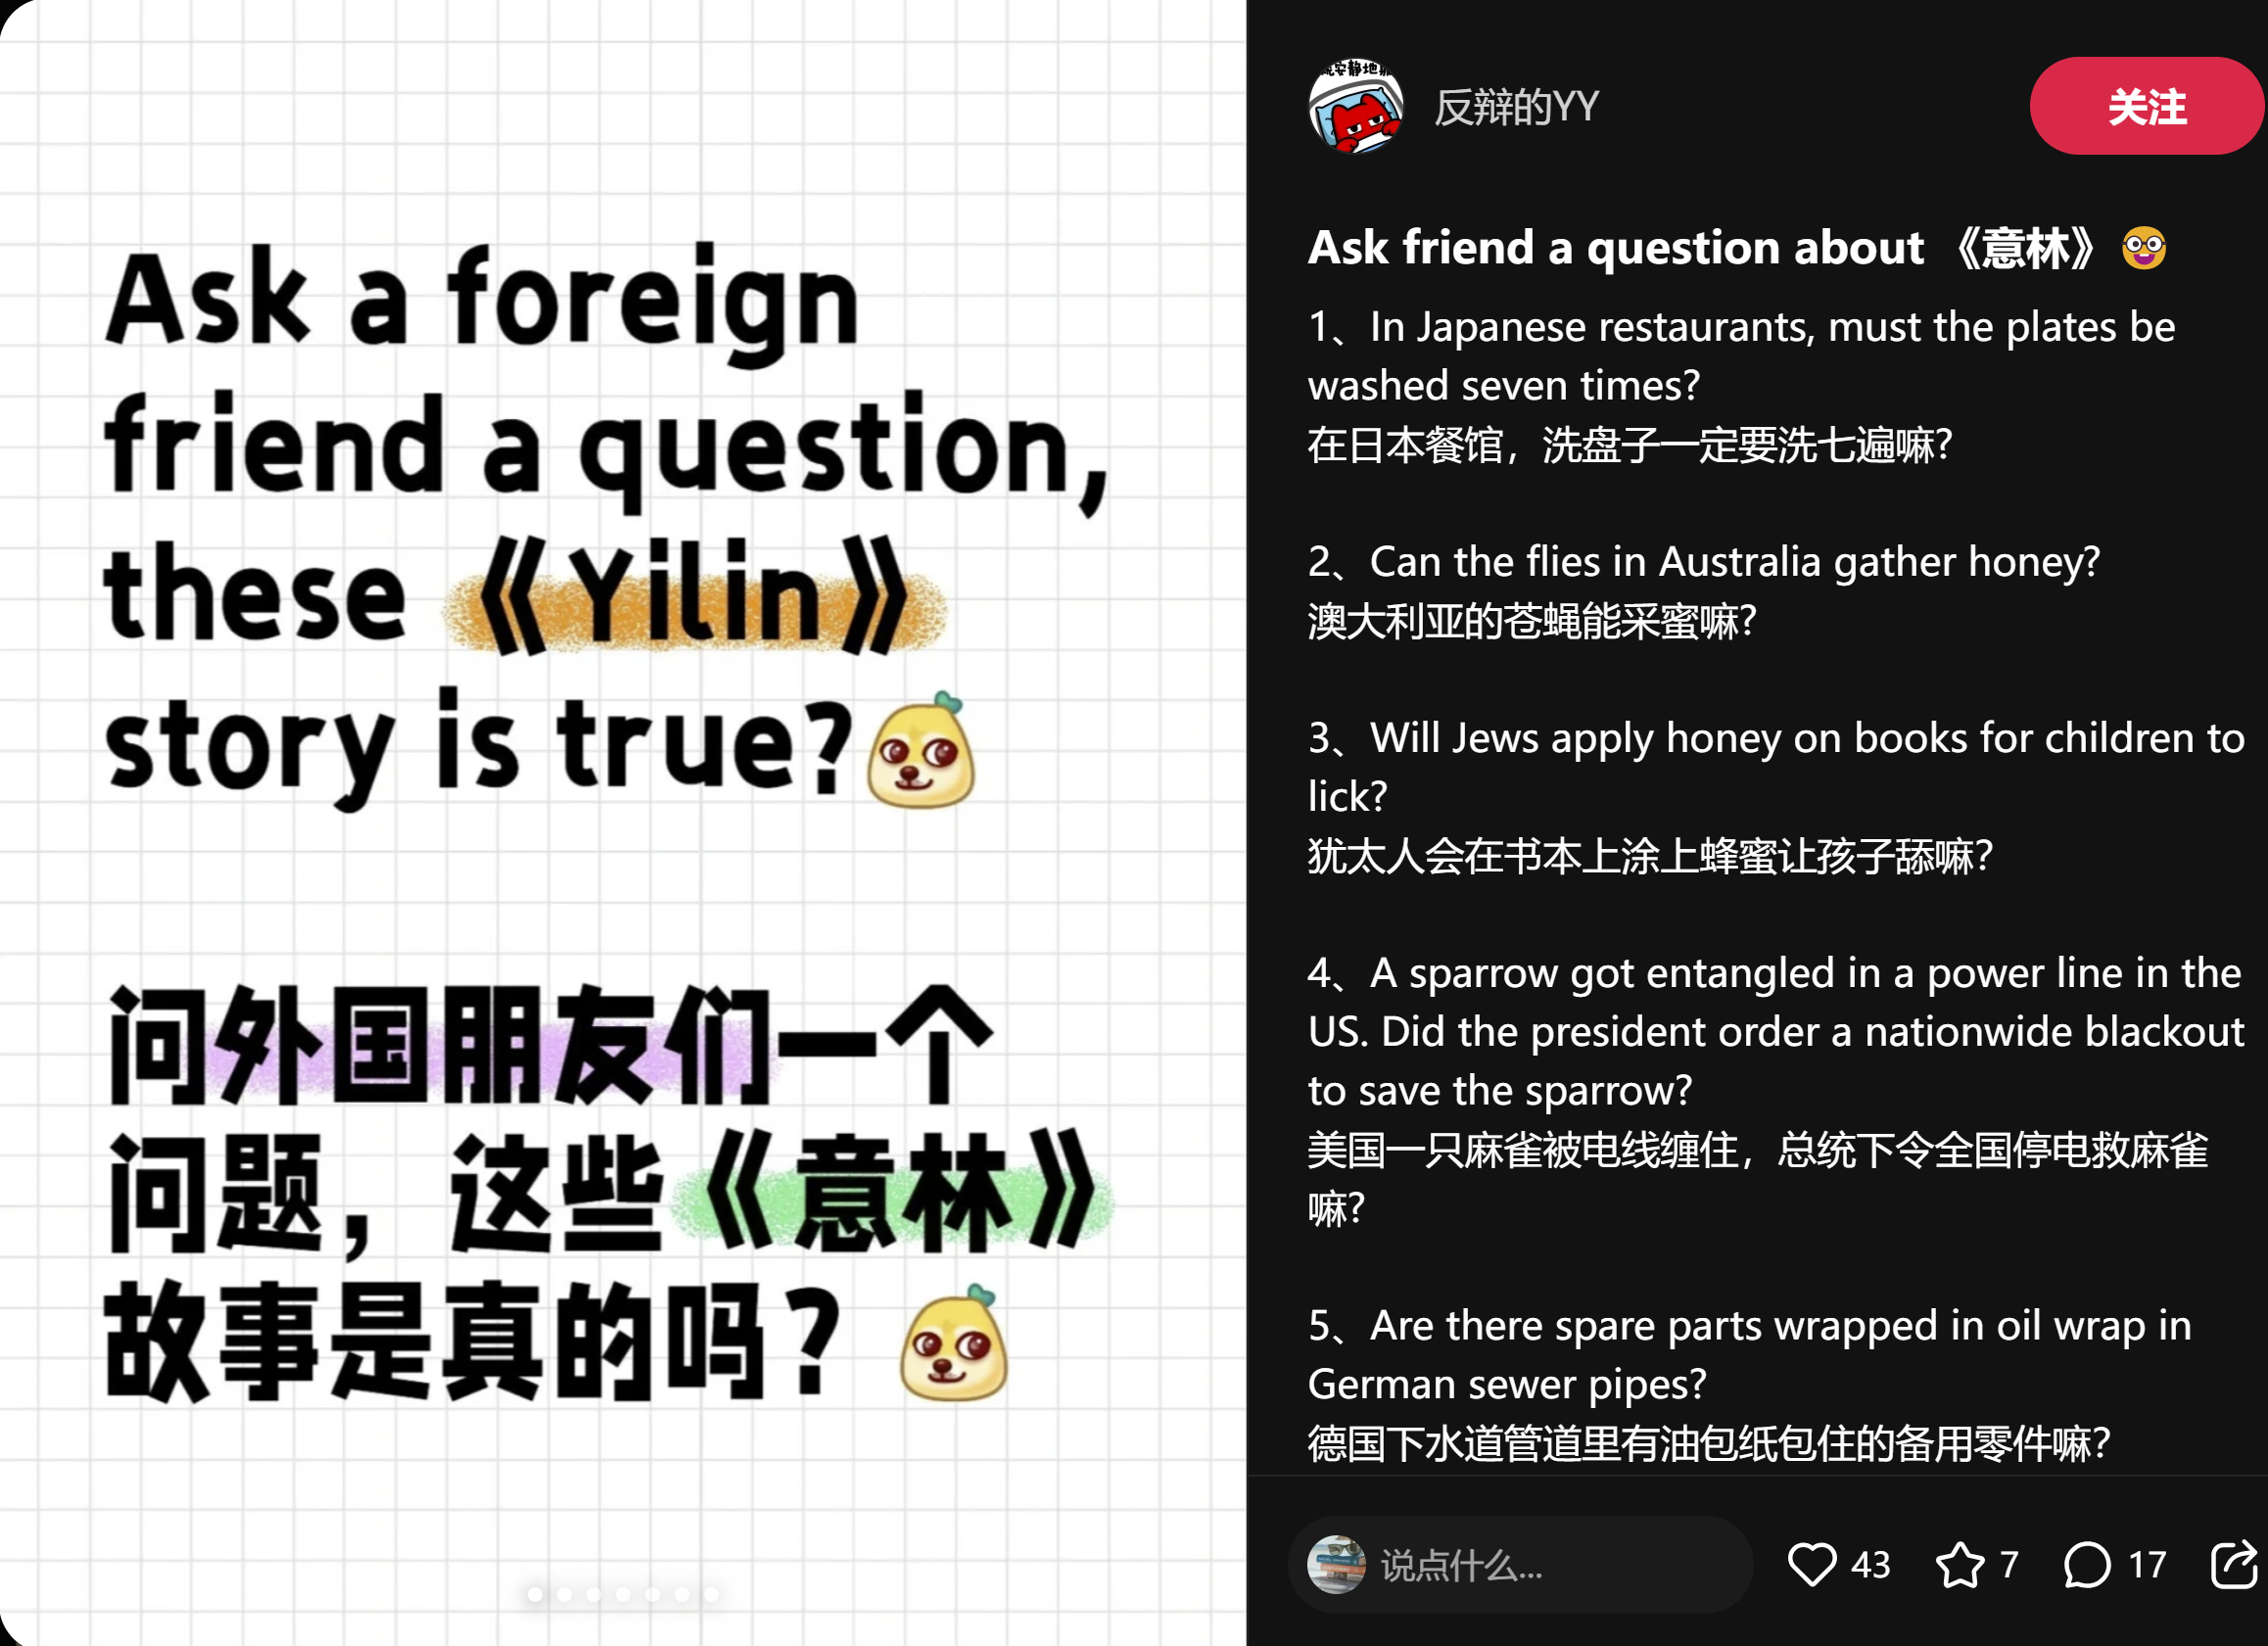 Ask a foreign
friend a question,
these 《Yilin》
story is true?
问外国朋友们一个
问题，这些《意林》
故事是真的吗？
反辩的YY
关注
Ask friend a question about 《意林》
1、In Japanese restaurants, must the plates be
washed seven times?
在日本餐馆，洗盘子一定要洗七遍嘛?
2、Can the flies in Australia gather honey?
澳大利亚的苍蝇能采蜜嘛?
3、Will Jews apply honey on books for children to
lick?
犹太人会在书本上涂上蜂蜜让孩子舔嘛?
4、A sparrow got entangled in a power line in the
US. Did the president order a nationwide blackout
to save the sparrow?
美国一只麻雀被电线缠住，总统下令全国停电救麻雀
嘛?
5、Are there spare parts wrapped in oil wrap in
German sewer pipes?
德国下水道管道里有油包纸包住的备用零件嘛?
说点什么...
43
7
17